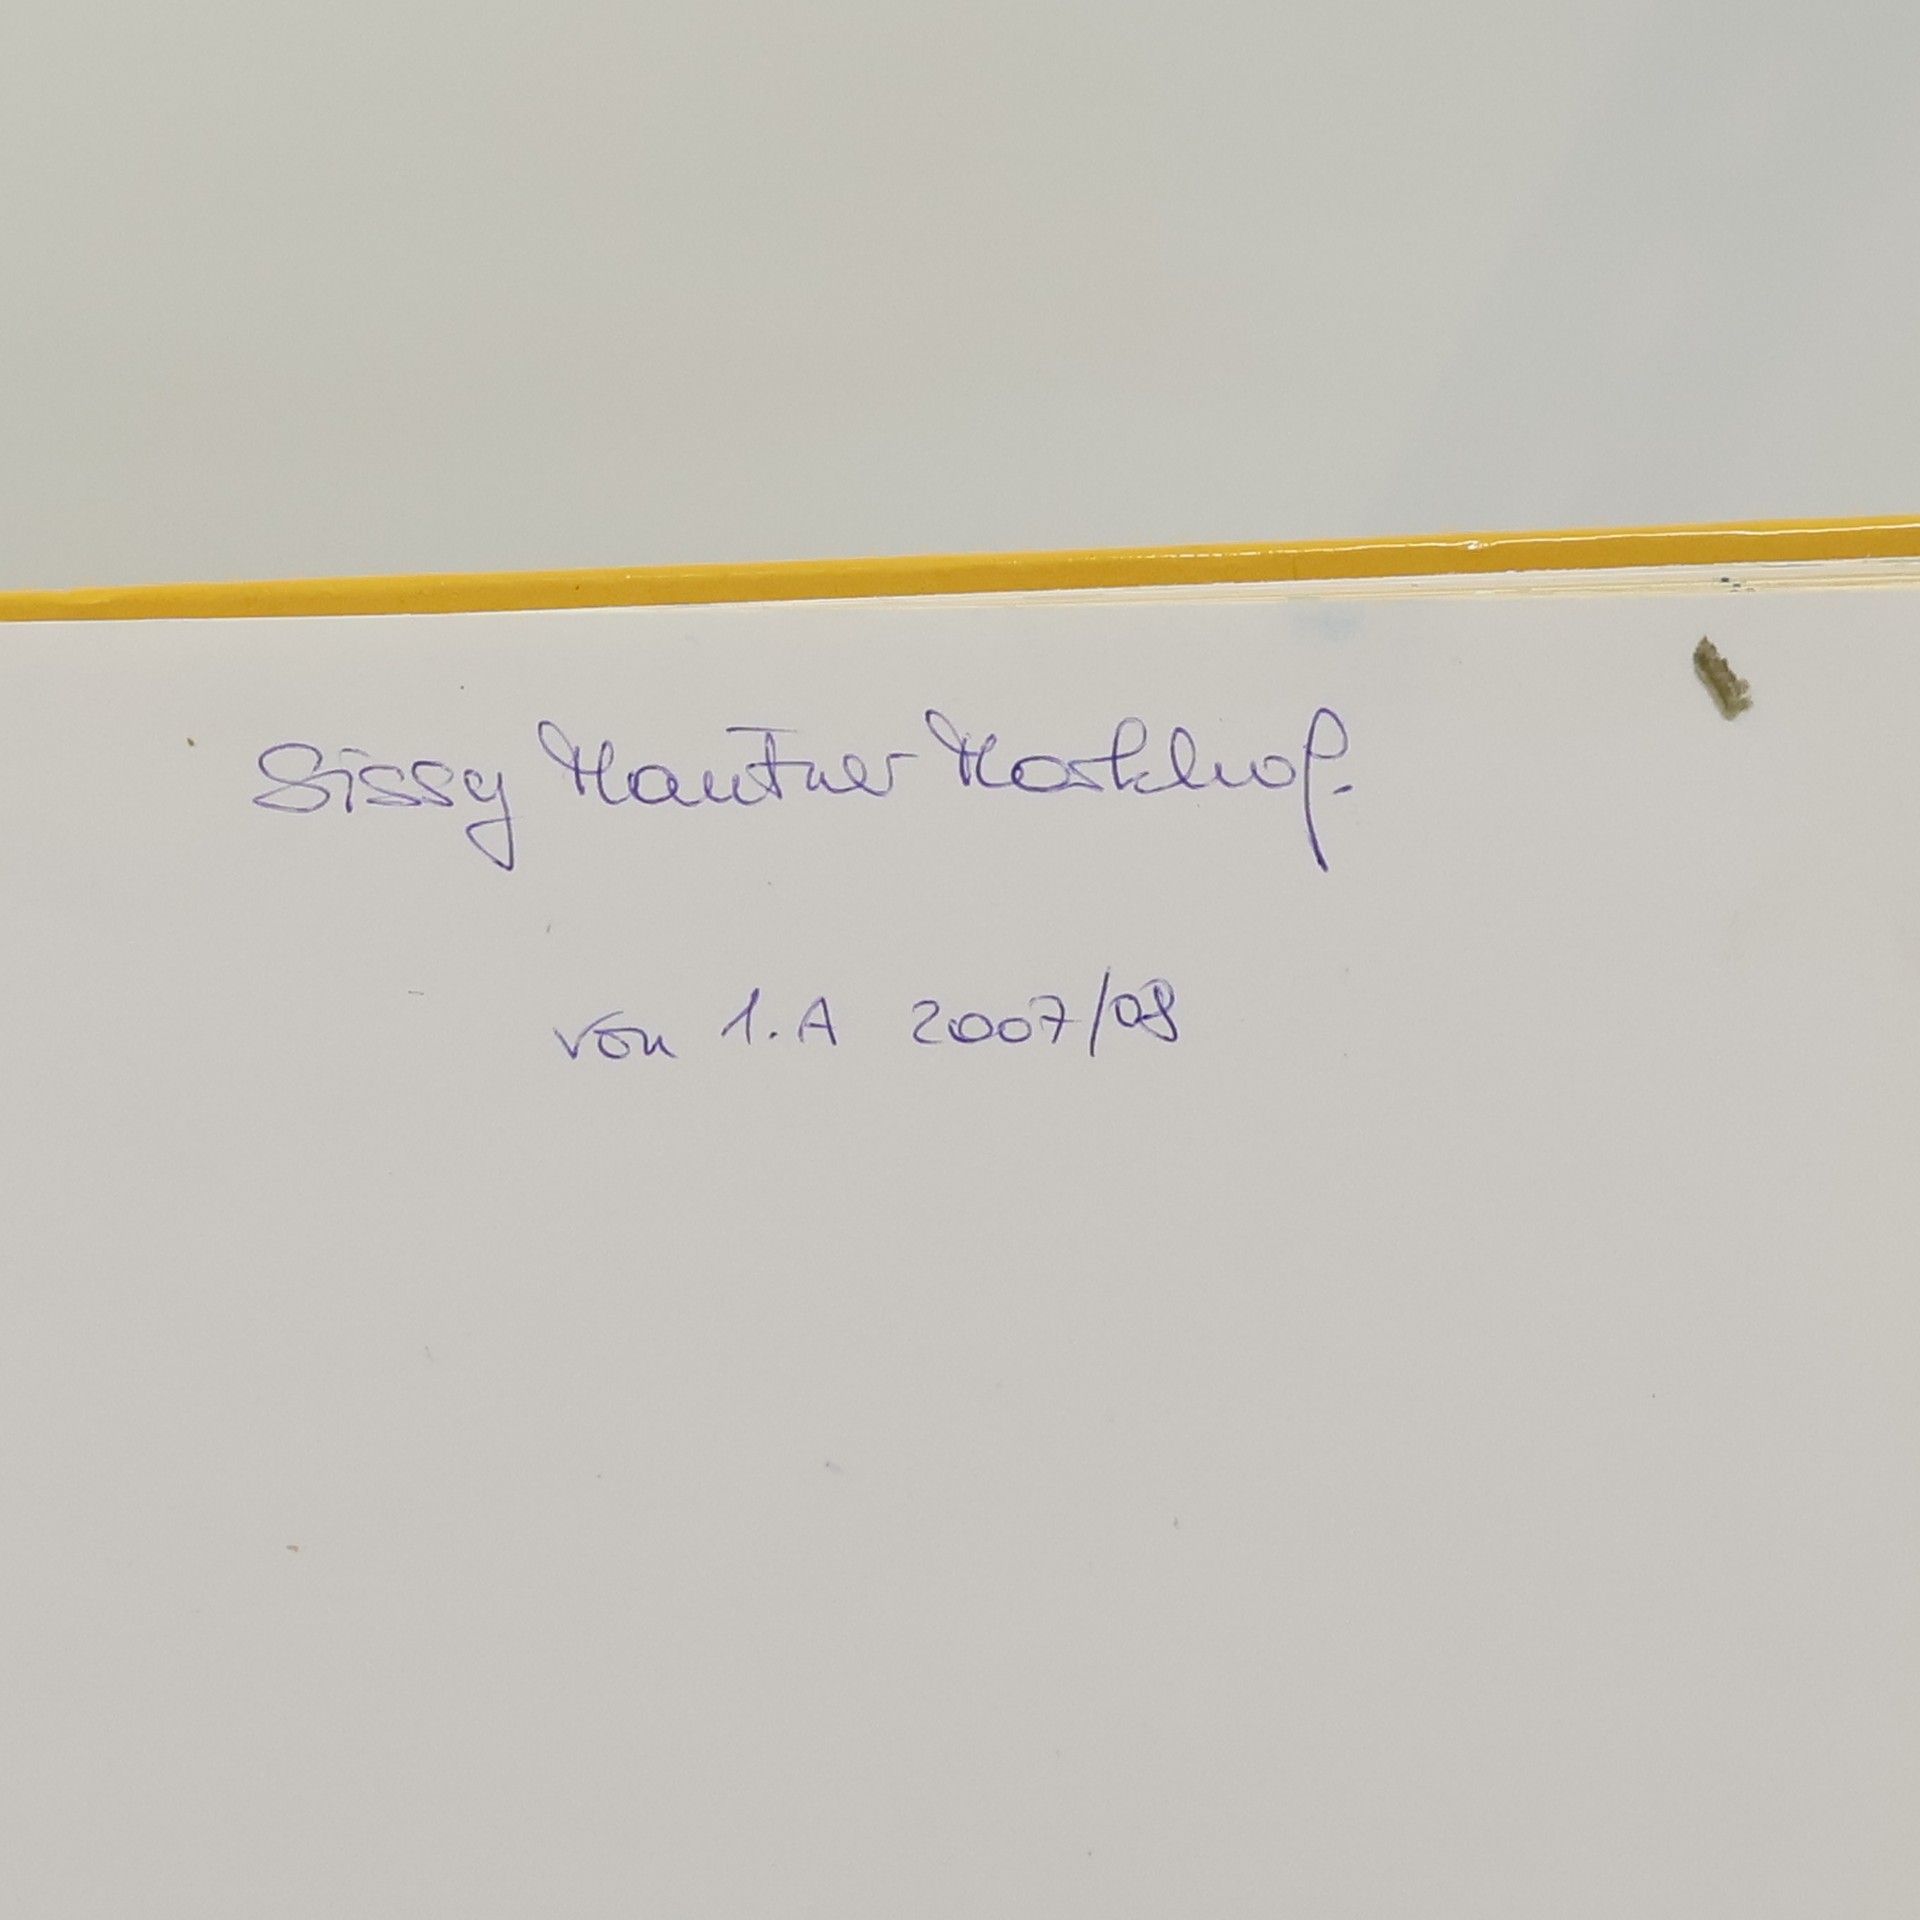 Sissy Mautner Markhof.
von 1.A 2007/08